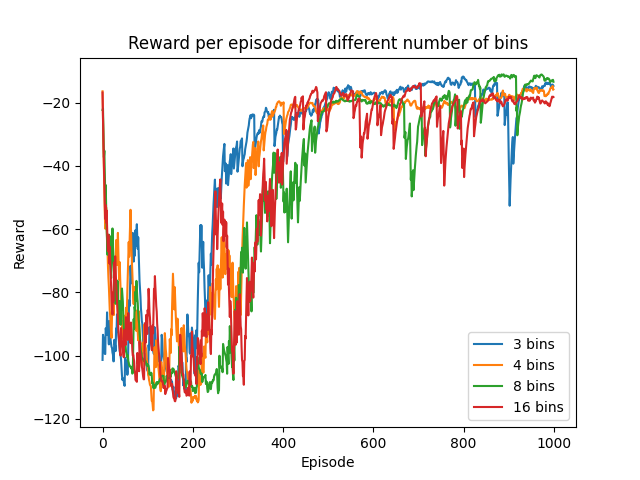 Reward per episode for different number of bins
Reward
−20
−40
−60
−80
−100
−120
0 200 400 600 800 1000
Episode
3 bins
4 bins
8 bins
16 bins